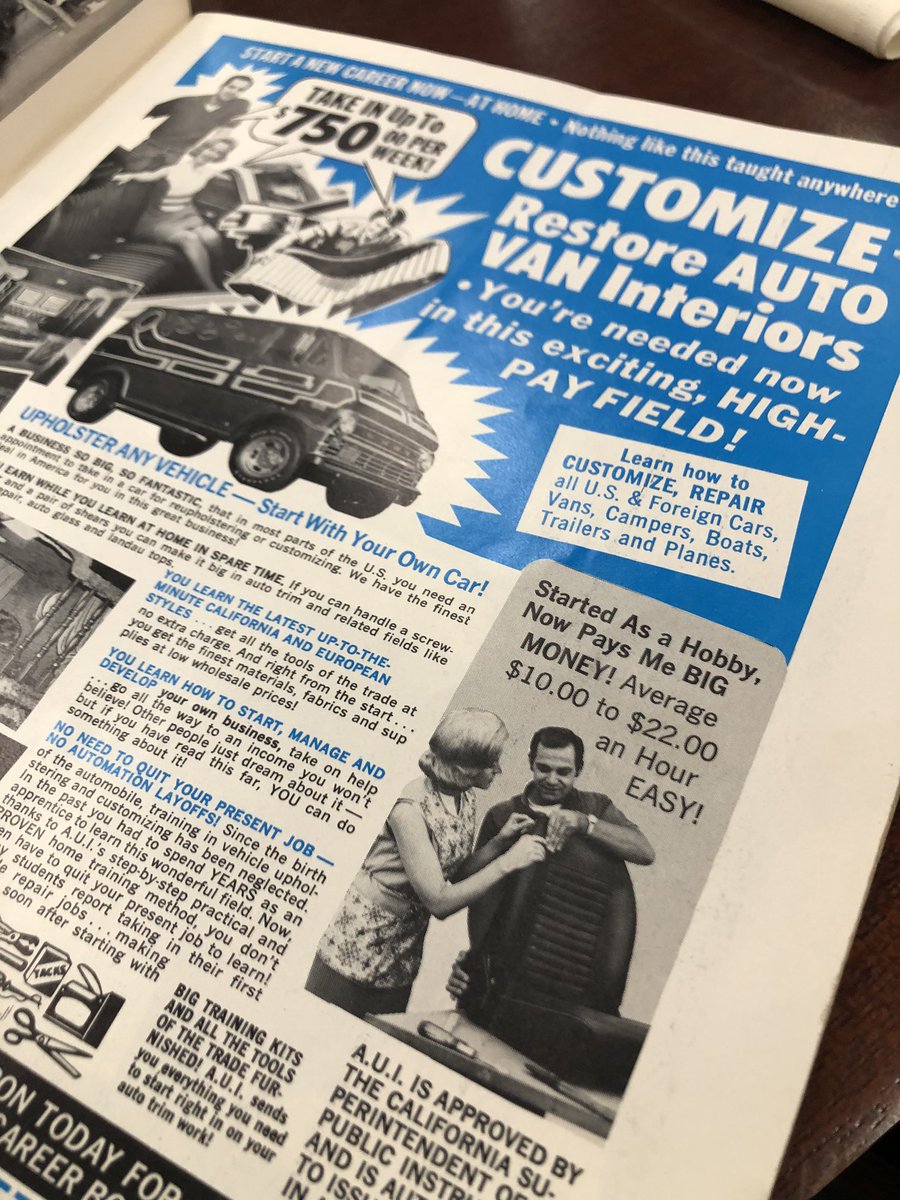 START A NEW CAREER NOW—AT HOME • Nothing like this taught anywhere
TAKE IN Up To
$750 OR PER
WEEK!
CUSTOMIZE-
Restore AUTO
VAN Interiors
• You're needed now
in this exciting, HIGH-
PAY FIELD!
Learn how to
CUSTOMIZE, REPAIR
all U.S. & Foreign Cars,
Vans, Campers, Boats,
Trailers and Planes.
UPHOLSTER ANY VEHICLE — Start With Your Own Car!
A BUSINESS SO BIG, SO FANTASTIC, that in most parts of the U.S. you need an
appointment to take in a car for reupholstering or customizing. We have the finest
deal in America for you in this great business!
EARN WHILE YOU LEARN AT HOME IN SPARE TIME. If you can handle a screw-
and a pair of shears you can make it big in auto trim and related fields like
repair, auto glass and landau tops.
YOU LEARN THE LATEST UP-TO-THE-
MINUTE CALIFORNIA AND EUROPEAN
STYLES . . . get all the tools of the trade at
no extra charge. And right from the start . . .
you get the finest materials, fabrics and sup
plies at low wholesale prices!
YOU LEARN HOW TO START, MANAGE AND
DEVELOP your own business, take on help
. . . go all the way to an income you won't
believe! Other people just dream about it—
but if you have read this far, YOU can do
something about it!
NO NEED TO QUIT YOUR PRESENT JOB —
NO AUTOMATION LAYOFFS! Since the birth
of the automobile, training in vehicle uphol-
stering and customizing has been neglected.
In the past you had to spend YEARS as an
apprentice to learn this wonderful field. Now,
thanks to A.U.I.'s step-by-step practical and
PROVEN home training method, you don't
have to quit your present job to learn!
students report taking in their first
repair jobs . . . making
soon after starting with
Started As a Hobby,
Now Pays Me BIG
MONEY! Average
$10.00 to $22.00
an Hour
EASY!
TACKS
BIG TRAINING KITS
AND ALL THE TOOLS
OF THE TRADE FUR-
NISHED! A.U.I. sends
you everything you need
to start right in on your
auto trim work!
A.U.I. IS APPROVED BY
THE CALIFORNIA SU-
PERINTENDENT OF
PUBLIC INSTR
AND IS AUT
TO ISSU
IN
ON TODAY FOR
CAREER BO